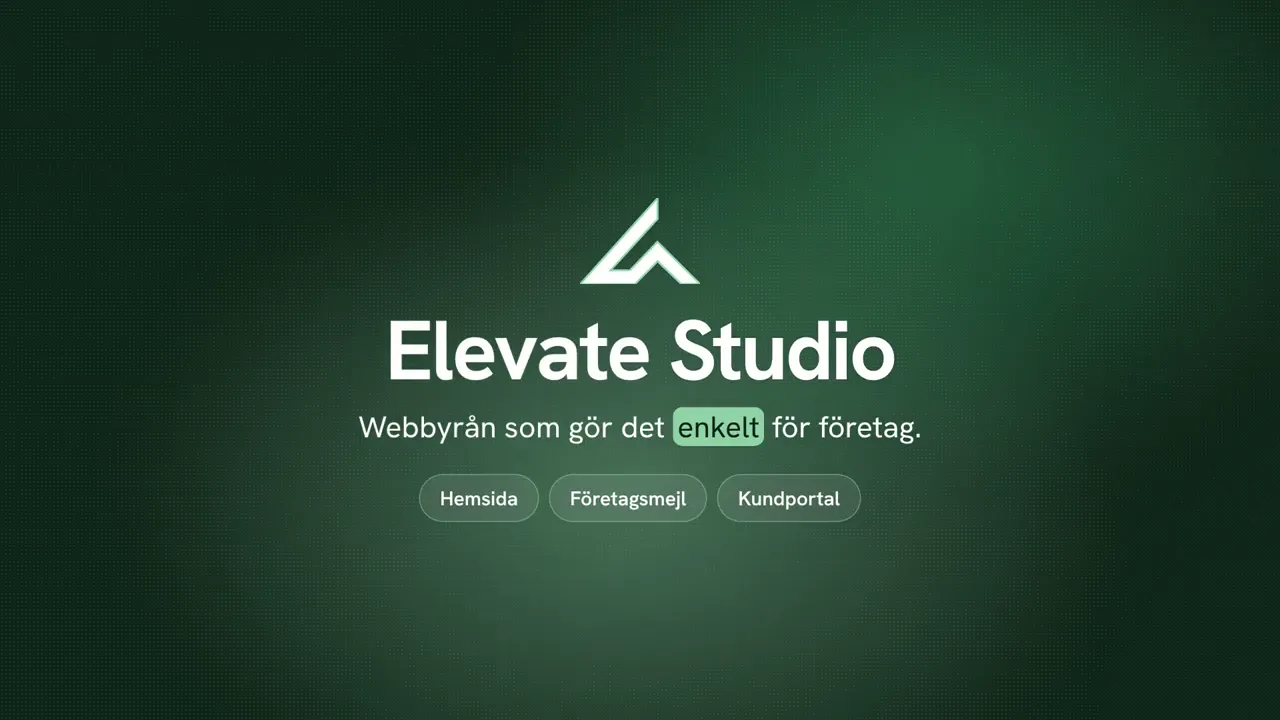 Elevate Studio
Webbyrån som gör det enkelt för företag.
Hemsida Företagsmejl Kundportal